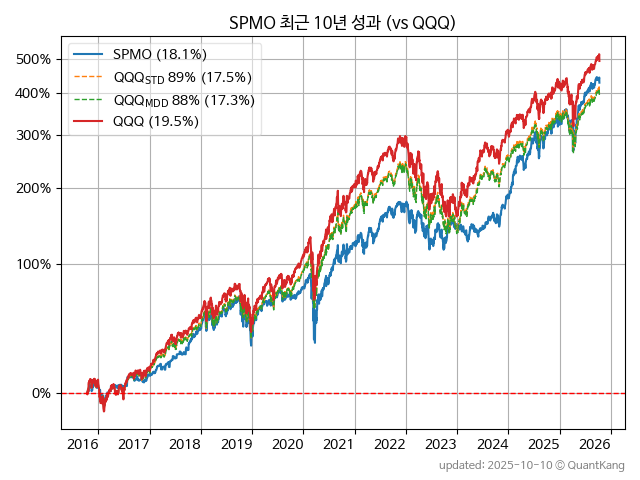 SPMO 최근 10년 성과 (vs QQQ)
SPMO (18.1%)
QQQSTD 89% (17.5%)
QQQMDD 88% (17.3%)
QQQ (19.5%)
500%
400%
300%
200%
100%
0%
2016 2017 2018 2019 2020 2021 2022 2023 2024 2025 2026
updated: 2025-10-10 © QuantKang